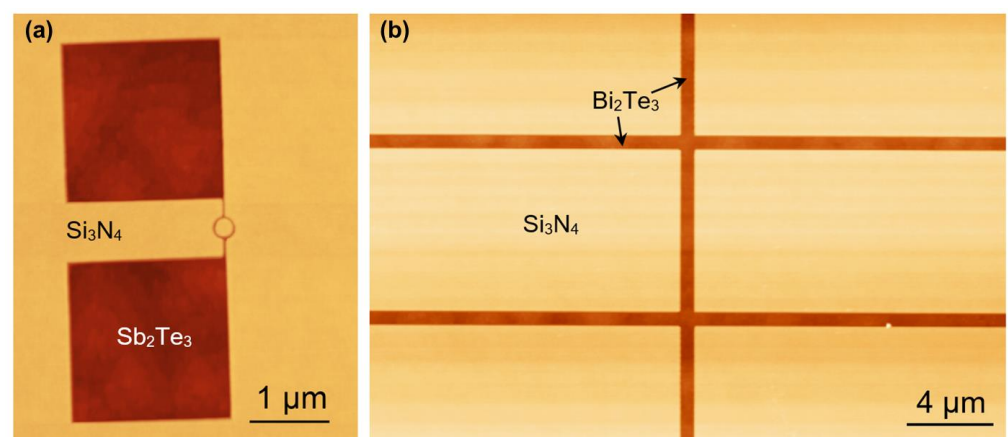 (a)
Si₃N₄
Sb₂Te₃
1 μm
(b)
Bi₂Te₃
Si₃N₄
4 μm